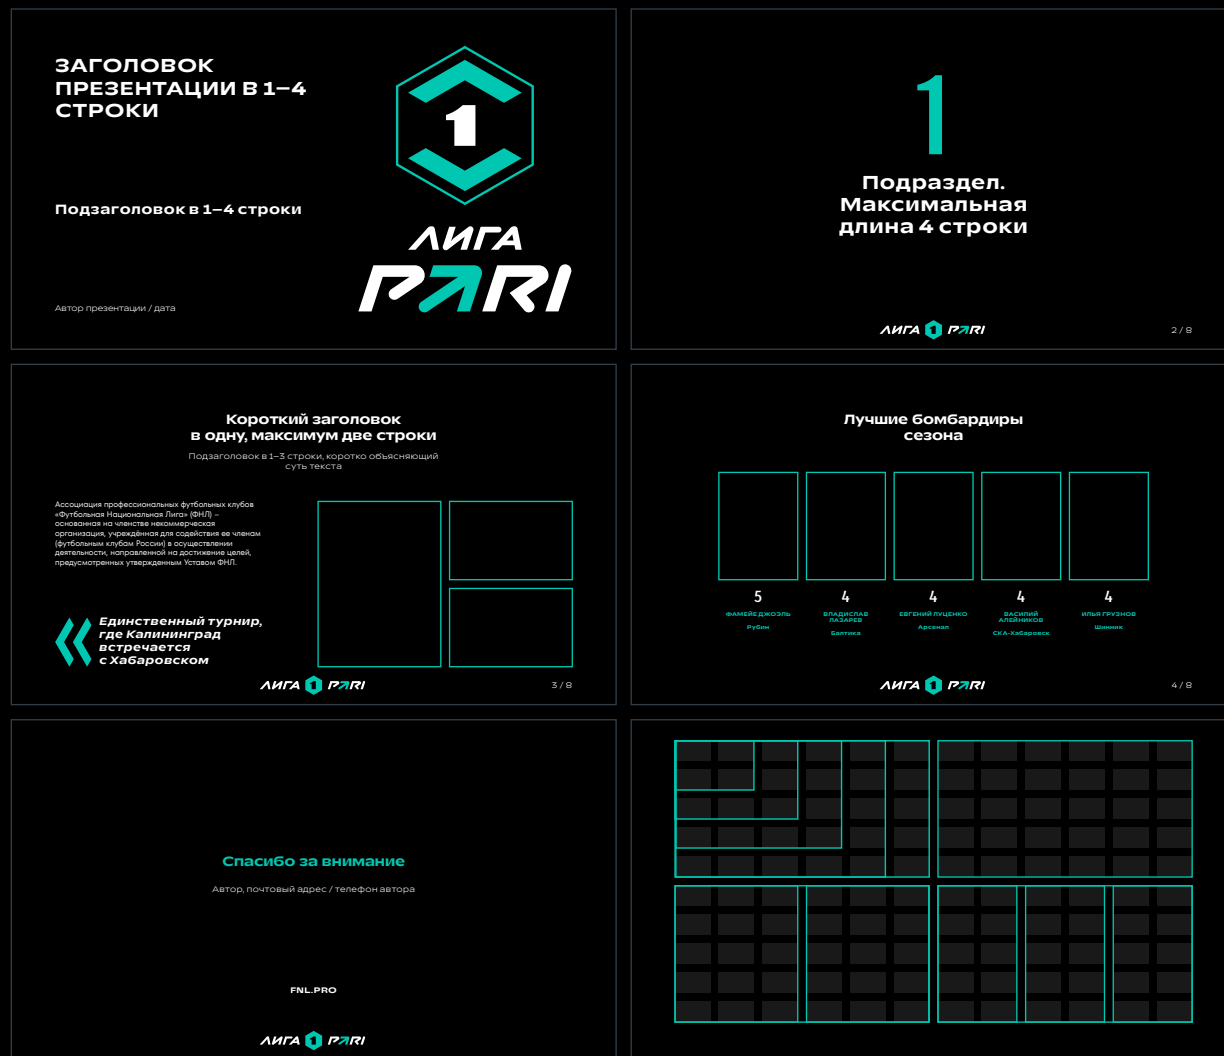 ЗАГОЛОВОК
ПРЕЗЕНТАЦИИ В 1–4
СТРОКИ
Подзаголовок в 1–4 строки
Автор презентации / дата
1
ЛИГА
PARI
1
Подраздел.
Максимальная
длина 4 строки
ЛИГА 1 PARI
2 / 8
Короткий заголовок
в одну, максимум две строки
Подзаголовок в 1–3 строки, коротко объясняющий
суть текста
Ассоциация профессиональных футбольных клубов
«Футбольная Национальная Лига» (ФНЛ) –
основанная на членстве некоммерческая
организация, учреждённая для содействия ее членам
(футбольным клубам России) в осуществлении
деятельности, направленной на достижение целей,
предусмотренных утвержденным Уставом ФНЛ.
Единственный турнир,
где Калининград
встречается
с Хабаровском
ЛИГА 1 PARI
3 / 8
Лучшие бомбардиры
сезона
5
ФАМЕЙЕ ДЖОЭЛЬ
Рубин
4
ВЛАДИСЛАВ
ЛАЗАРЕВ
Балтика
4
ЕВГЕНИЙ ЛУЦЕНКО
Арсенал
4
ВАСИЛИЙ
АЛЕЙНИКОВ
СКА-Хабаровск
4
ИЛЬЯ ГРУЗНОВ
Шинник
ЛИГА 1 PARI
4 / 8
Спасибо за внимание
Автор, почтовый адрес / телефон автора
FNL.PRO
ЛИГА 1 PARI